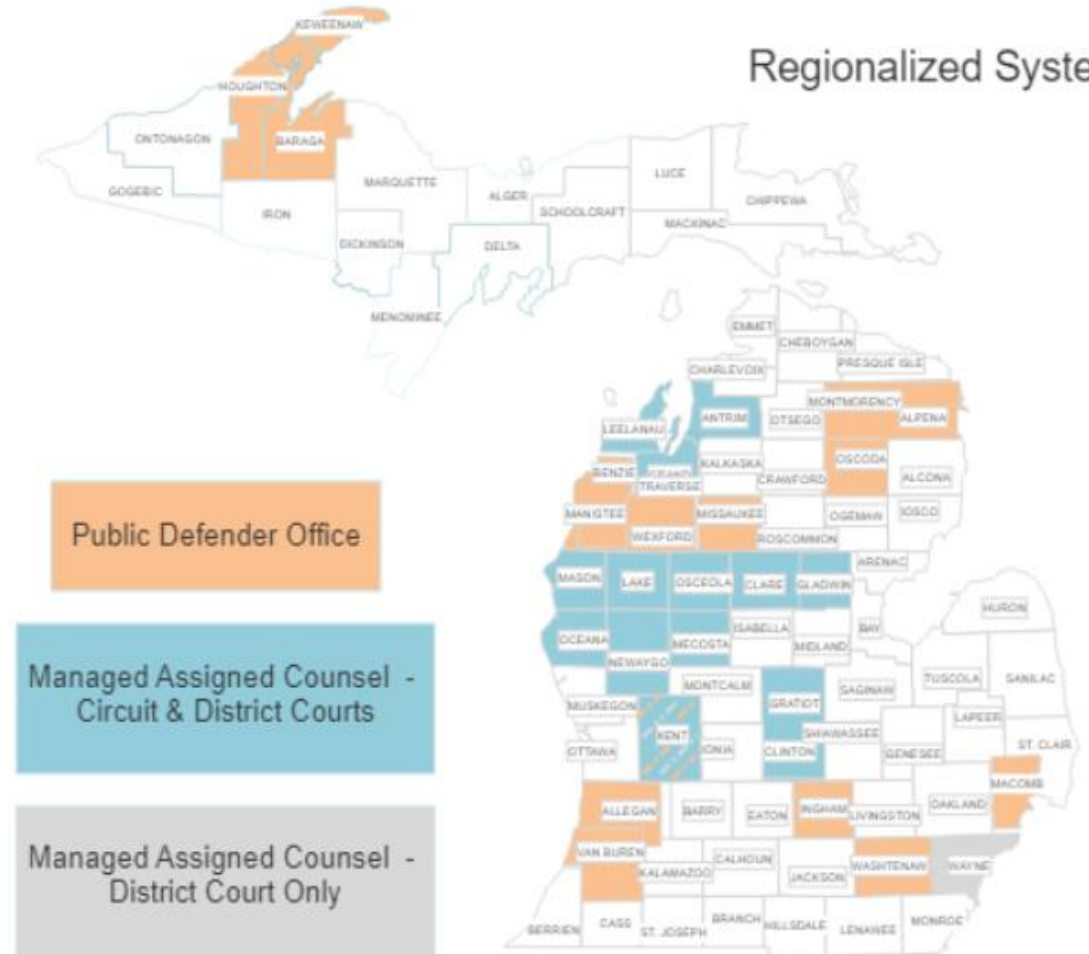 Regionalized Syste
KEWEENAW
HOUGHTON
ONTONAGON
BARAGA
GOGEBIC
MARQUETTE
LUCE
ALGER
CHIPPEWA
IRON
SCHOOLCRAFT
MACKINAC
DICKINSON
DELTA
MENOMINEE
EMMET
CHEBOYGAN
PRESQUE ISLE
CHARLEVOIX
MONTMORENCY
ALPENA
ANTRIM
OTSEGO
LEELANAU
OSCODA
KALKASKA
BENZIE
GRAND
TRAVERSE
CRAWFORD
ALCONA
MANISTEE
MISSAUKEE
OGEMAW
IOSCO
WEXFORD
ROSCOMMON
ARENAC
MASON
LAKE
OSCEOLA
CLARE
GLADWIN
HURON
OCEANA
MECOSTA
ISABELLA
MIDLAND
BAY
NEWAYGO
MONTCALM
GRATIOT
SAGINAW
TUSCOLA
SANILAC
MUSKEGON
LAPEER
KENT
SHIAWASSEE
OTTAWA
IONIA
CLINTON
GENESEE
ST. CLAIR
MACOMB
ALLEGAN
BARRY
EATON
INGHAM
LIVINGSTON
OAKLAND
VAN BUREN
KALAMAZOO
CALHOUN
JACKSON
WASHTENAW
WAYNE
BERRIEN
CASS
ST. JOSEPH
BRANCH
HILLSDALE
LENAWEE
MONROE
Public Defender Office
Managed Assigned Counsel -
Circuit & District Courts
Managed Assigned Counsel -
District Court Only